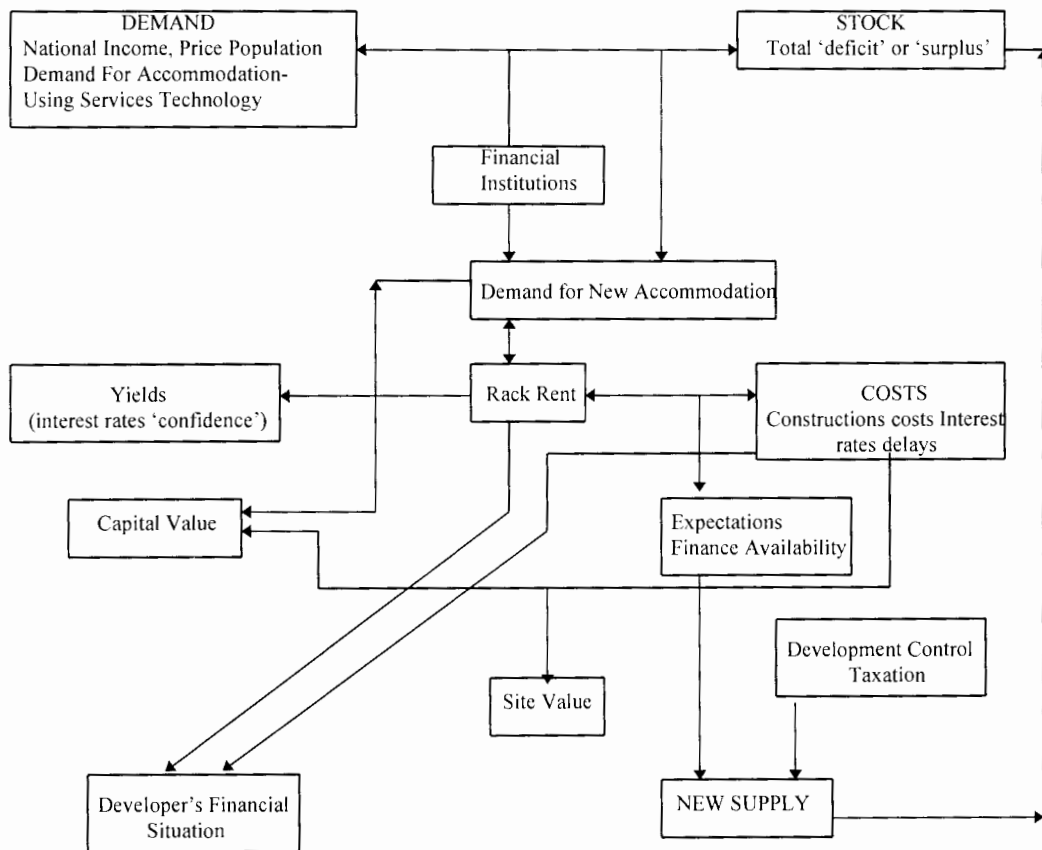 DEMAND
National Income, Price Population
Demand For Accommodation-
Using Services Technology
STOCK
Total ‘deficit’ or ‘surplus’
Financial
Institutions
Demand for New Accommodation
Yields
(interest rates ‘confidence’)
Rack Rent
COSTS
Constructions costs Interest
rates delays
Capital Value
Expectations
Finance Availability
Development Control
Taxation
Site Value
Developer’s Financial
Situation
NEW SUPPLY